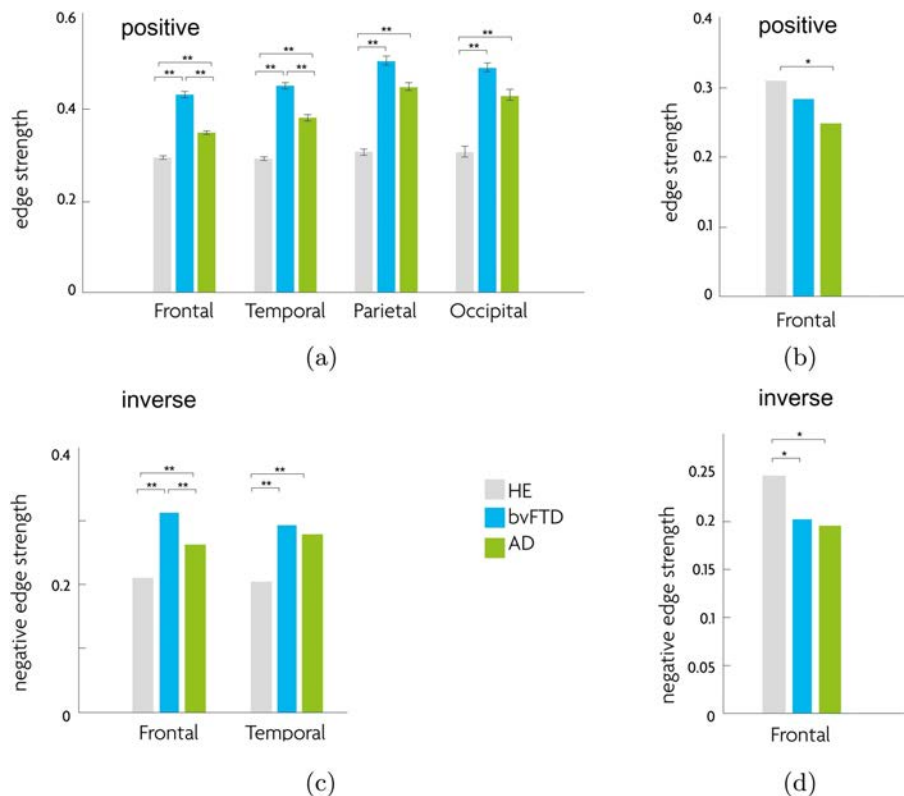 positive
0.6
0.4
0.2
0
edge strength
** ** **
** ** **
** **
** **
Frontal Temporal Parietal Occipital
(a)
positive
0.4
0.3
0.2
0.1
0
edge strength
*
Frontal
(b)
inverse
0.4
0.2
0
negative edge strength
**
** **
**
**
Frontal Temporal
(c)
HE
bvFTD
AD
inverse
0.25
0.2
0.15
0.1
0.05
0
negative edge strength
*
*
Frontal
(d)